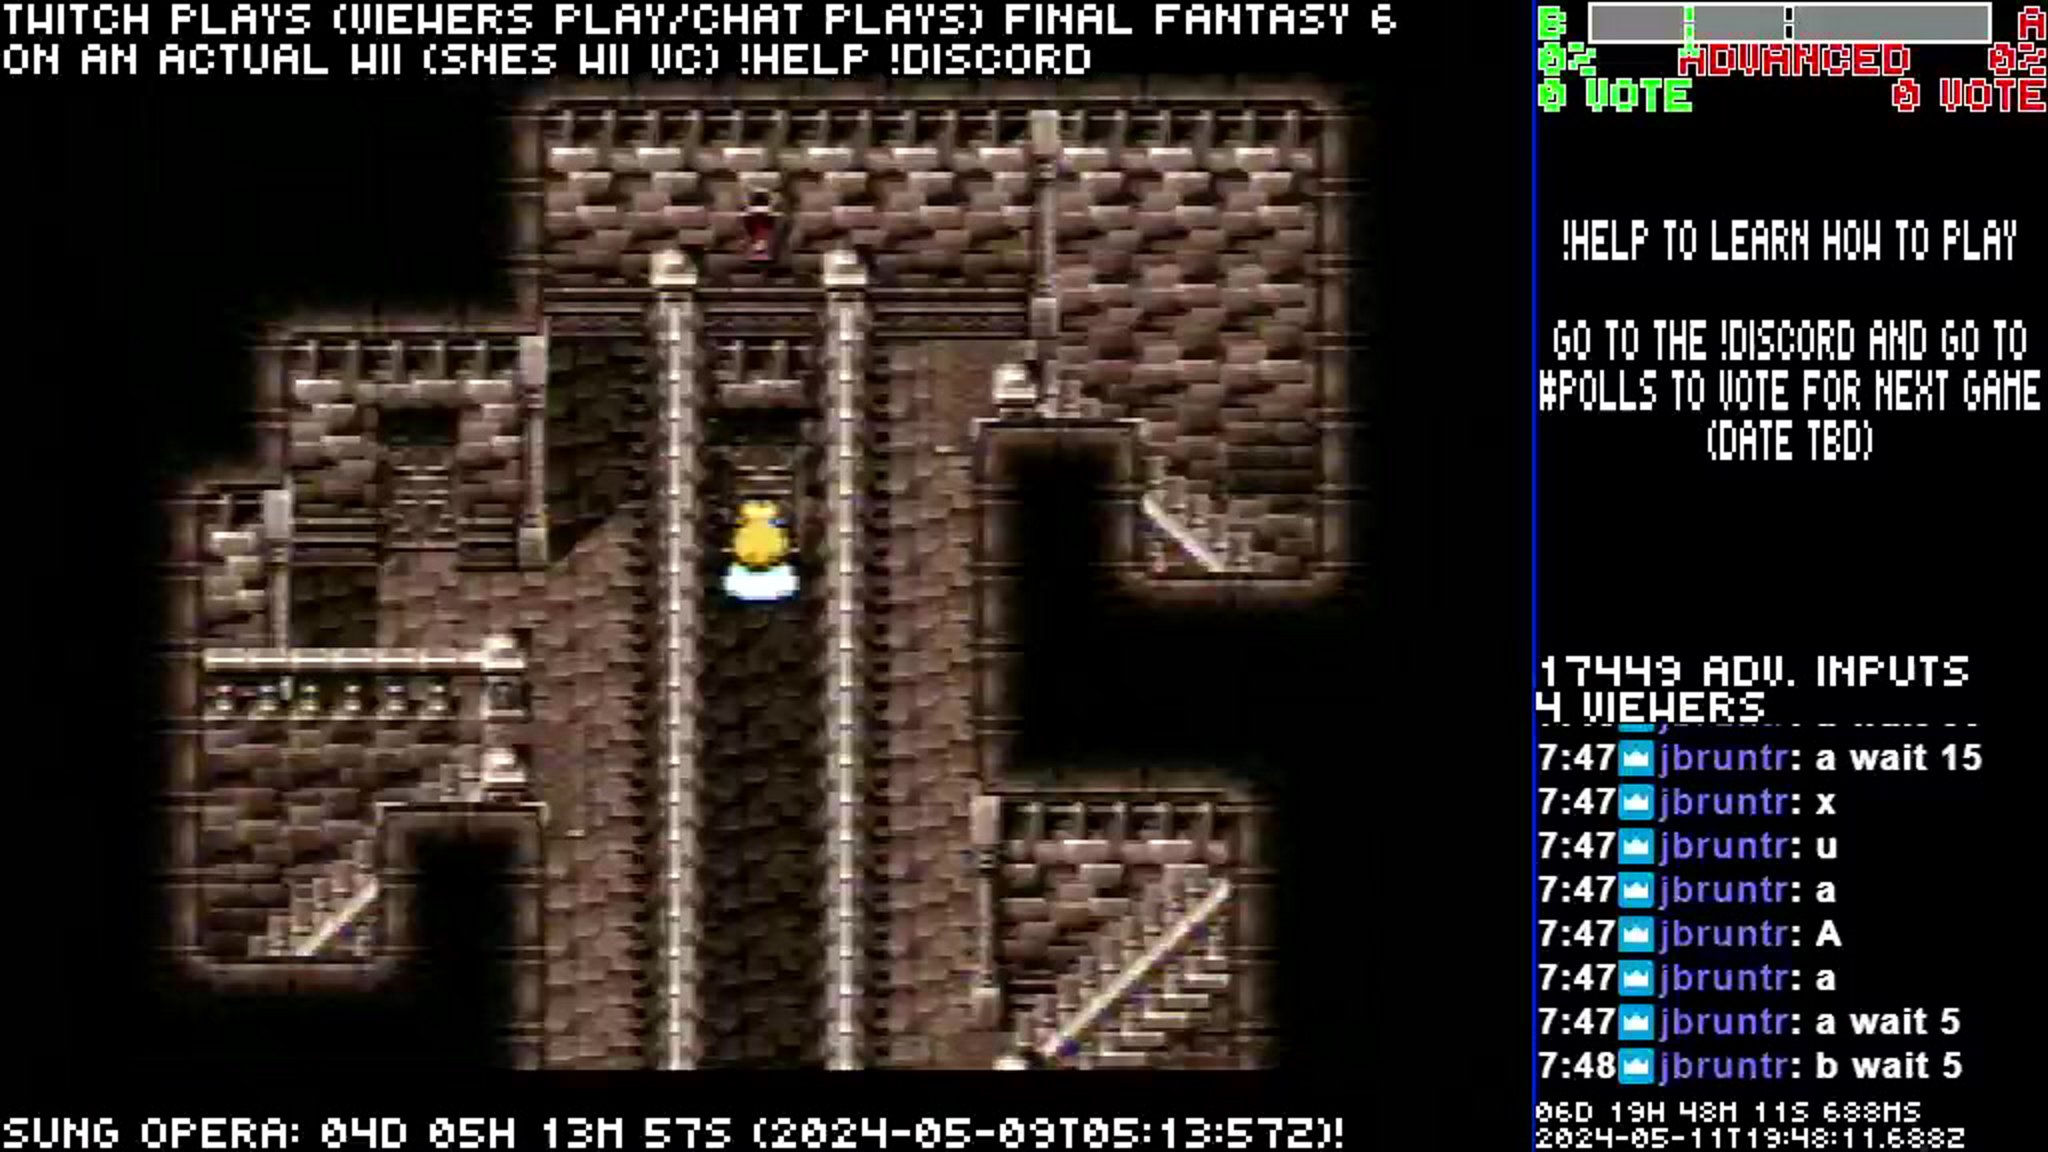 TWITCH PLAYS (VIEWERS PLAY/CHAT PLAYS) FINAL FANTASY 6
ON AN ACTUAL WII (SNES WII VC) !HELP !DISCORD
B A
0% ADVANCED 0%
0 VOTE 0 VOTE
!HELP TO LEARN HOW TO PLAY
GO TO THE !DISCORD AND GO TO
#POLLS TO VOTE FOR NEXT GAME
(DATE TBD)
17449 ADV. INPUTS
4 VIEWERS
7:47 jbruntr: a wait 15
7:47 jbruntr: x
7:47 jbruntr: u
7:47 jbruntr: a
7:47 jbruntr: A
7:47 jbruntr: a
7:47 jbruntr: a wait 5
7:48 jbruntr: b wait 5
06D 19H 48M 11S 688MS
2024-05-11T19:48:11.688Z
SUNG OPERA: 04D 05H 13M 57S (2024-05-09T05:13:57Z)!